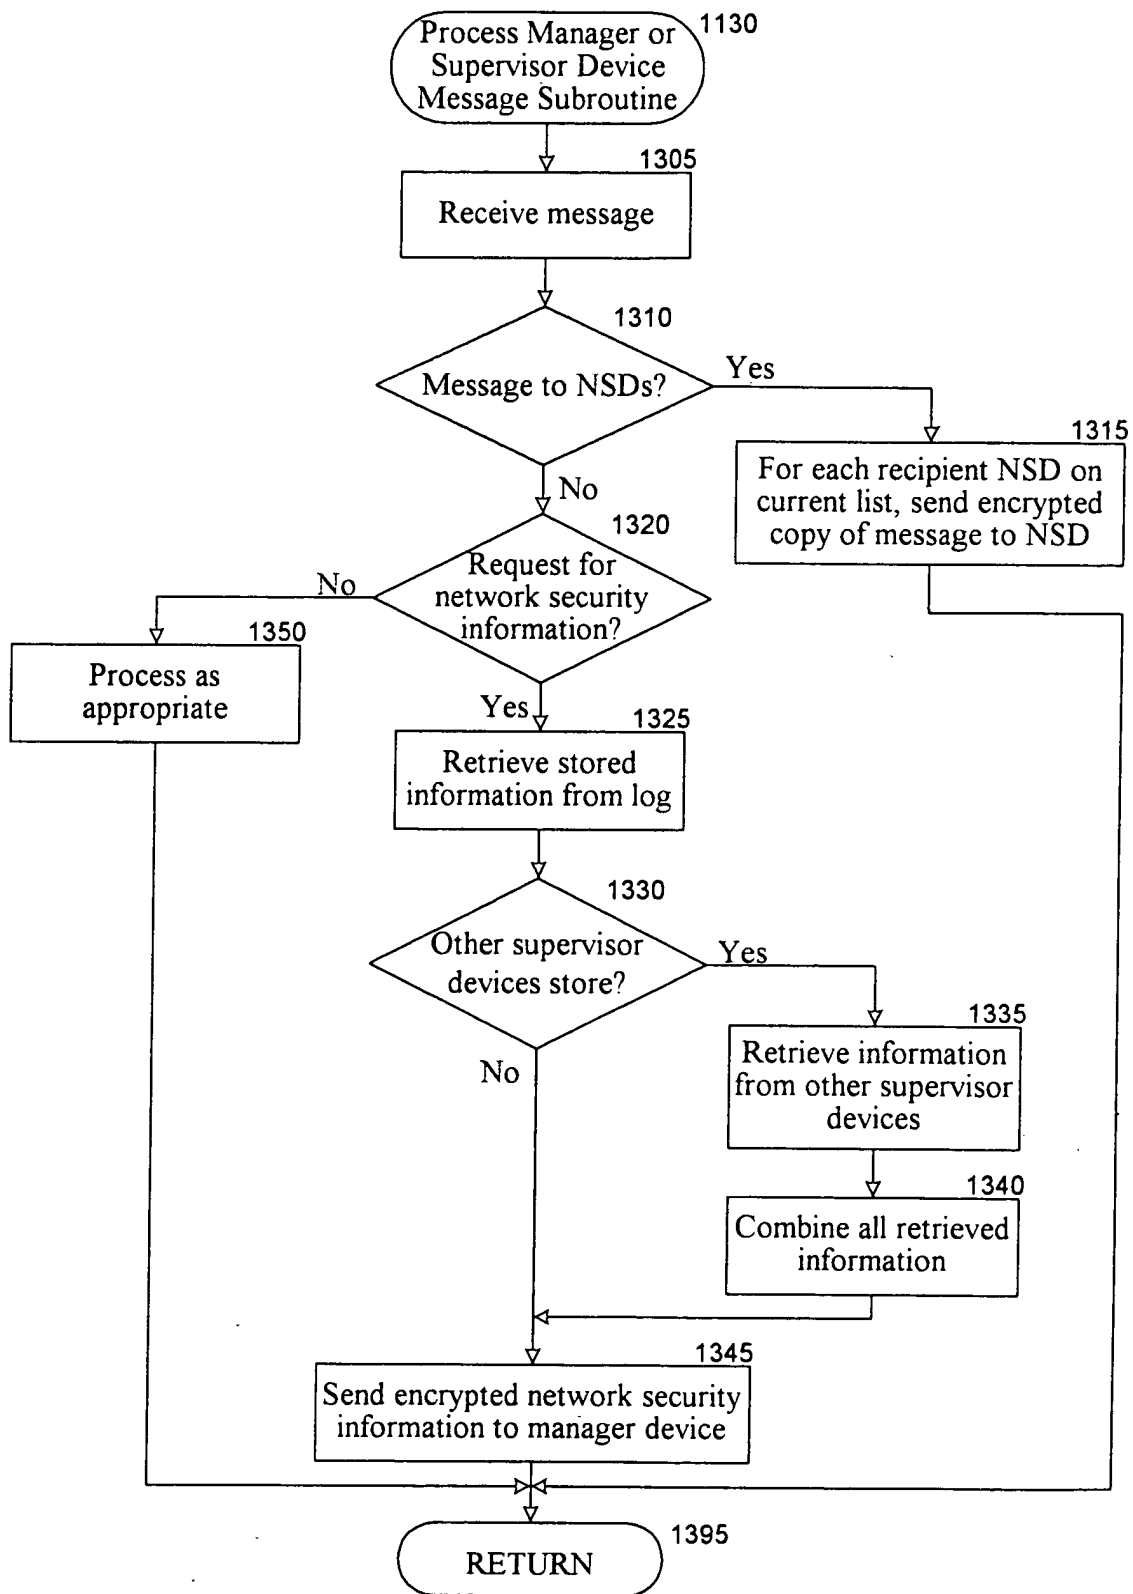 Process Manager or
Supervisor Device
Message Subroutine
1130
1305
Receive message
1310
Message to NSDs?
Yes
1315
For each recipient NSD on
current list, send encrypted
copy of message to NSD
No
1320
Request for
network security
information?
No
1350
Process as
appropriate
Yes
1325
Retrieve stored
information from log
1330
Other supervisor
devices store?
Yes
1335
Retrieve information
from other supervisor
devices
No
1340
Combine all retrieved
information
1345
Send encrypted network security
information to manager device
1395
RETURN